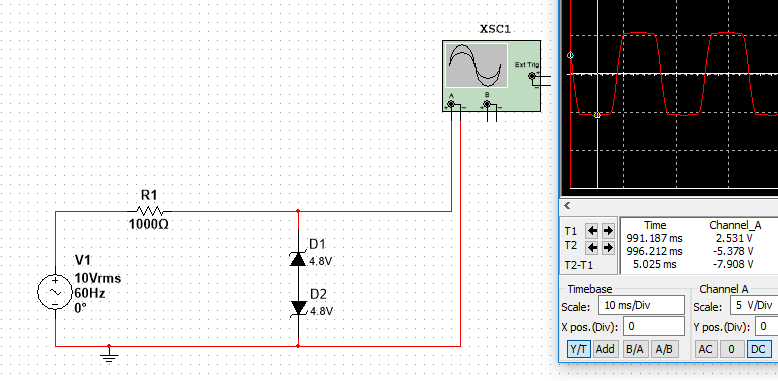 XSC1
Ext Trig
+
-
A
B
+
-
+
-
R1
1000Ω
D1
4.8V
V1
10Vrms
60Hz
0°
D2
4.8V
<
T1
T2
T2-T1
Time
Channel_A
991.187 ms
2.531 V
996.212 ms
-5.378 V
5.025 ms
-7.908 V
Timebase
Channel A
Scale:
10 ms/Div
Scale:
5 V/Div
X pos.(Div):
0
Y pos.(Div):
0
Y/T
Add
B/A
A/B
AC
0
DC